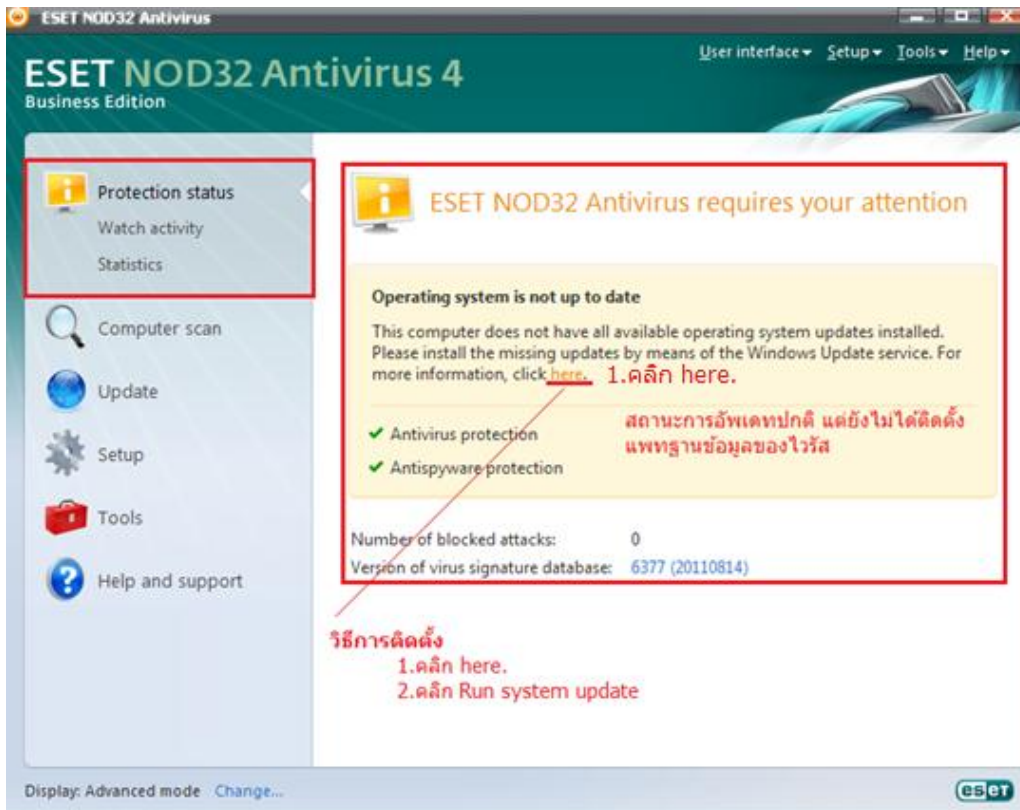 ESET NOD32 Antivirus
User interface Setup Tools Help
ESET NOD32 Antivirus 4
Business Edition
Protection status
Watch activity
Statistics
Computer scan
Update
Setup
Tools
Help and support
ESET NOD32 Antivirus requires your attention
Operating system is not up to date
This computer does not have all available operating system updates installed.
Please install the missing updates by means of the Windows Update service. For
more information, click here. 1.คลิก here.
สถานะการอัพเดทปกติ แต่ยังไม่ได้ติดตั้ง
แพทฐานข้อมูลของไวรัส
Antivirus protection
Antispyware protection
Number of blocked attacks: 0
Version of virus signature database: 6377 (20110814)
วิธีการติดตั้ง
1.คลิก here.
2.คลิก Run system update
Display: Advanced mode Change...
eset